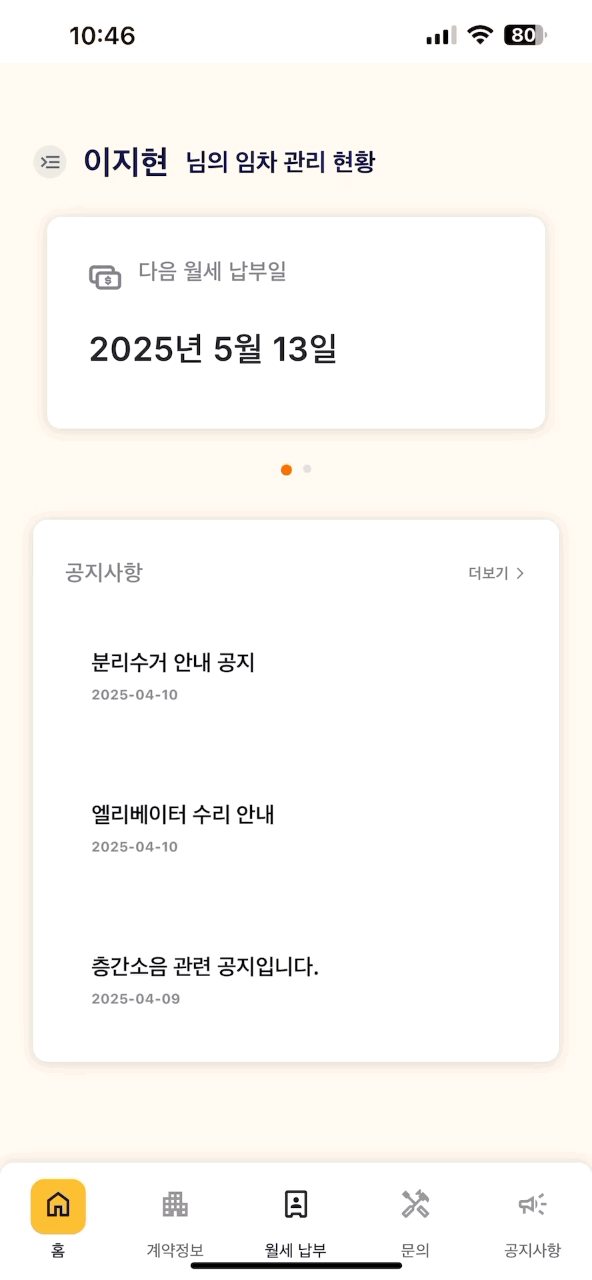 10:46
80
이지현 님의 임차 관리 현황
다음 월세 납부일
2025년 5월 13일
공지사항
더보기 >
분리수거 안내 공지
2025-04-10
엘리베이터 수리 안내
2025-04-10
층간소음 관련 공지입니다.
2025-04-09
홈
계약정보
월세 납부
문의
공지사항